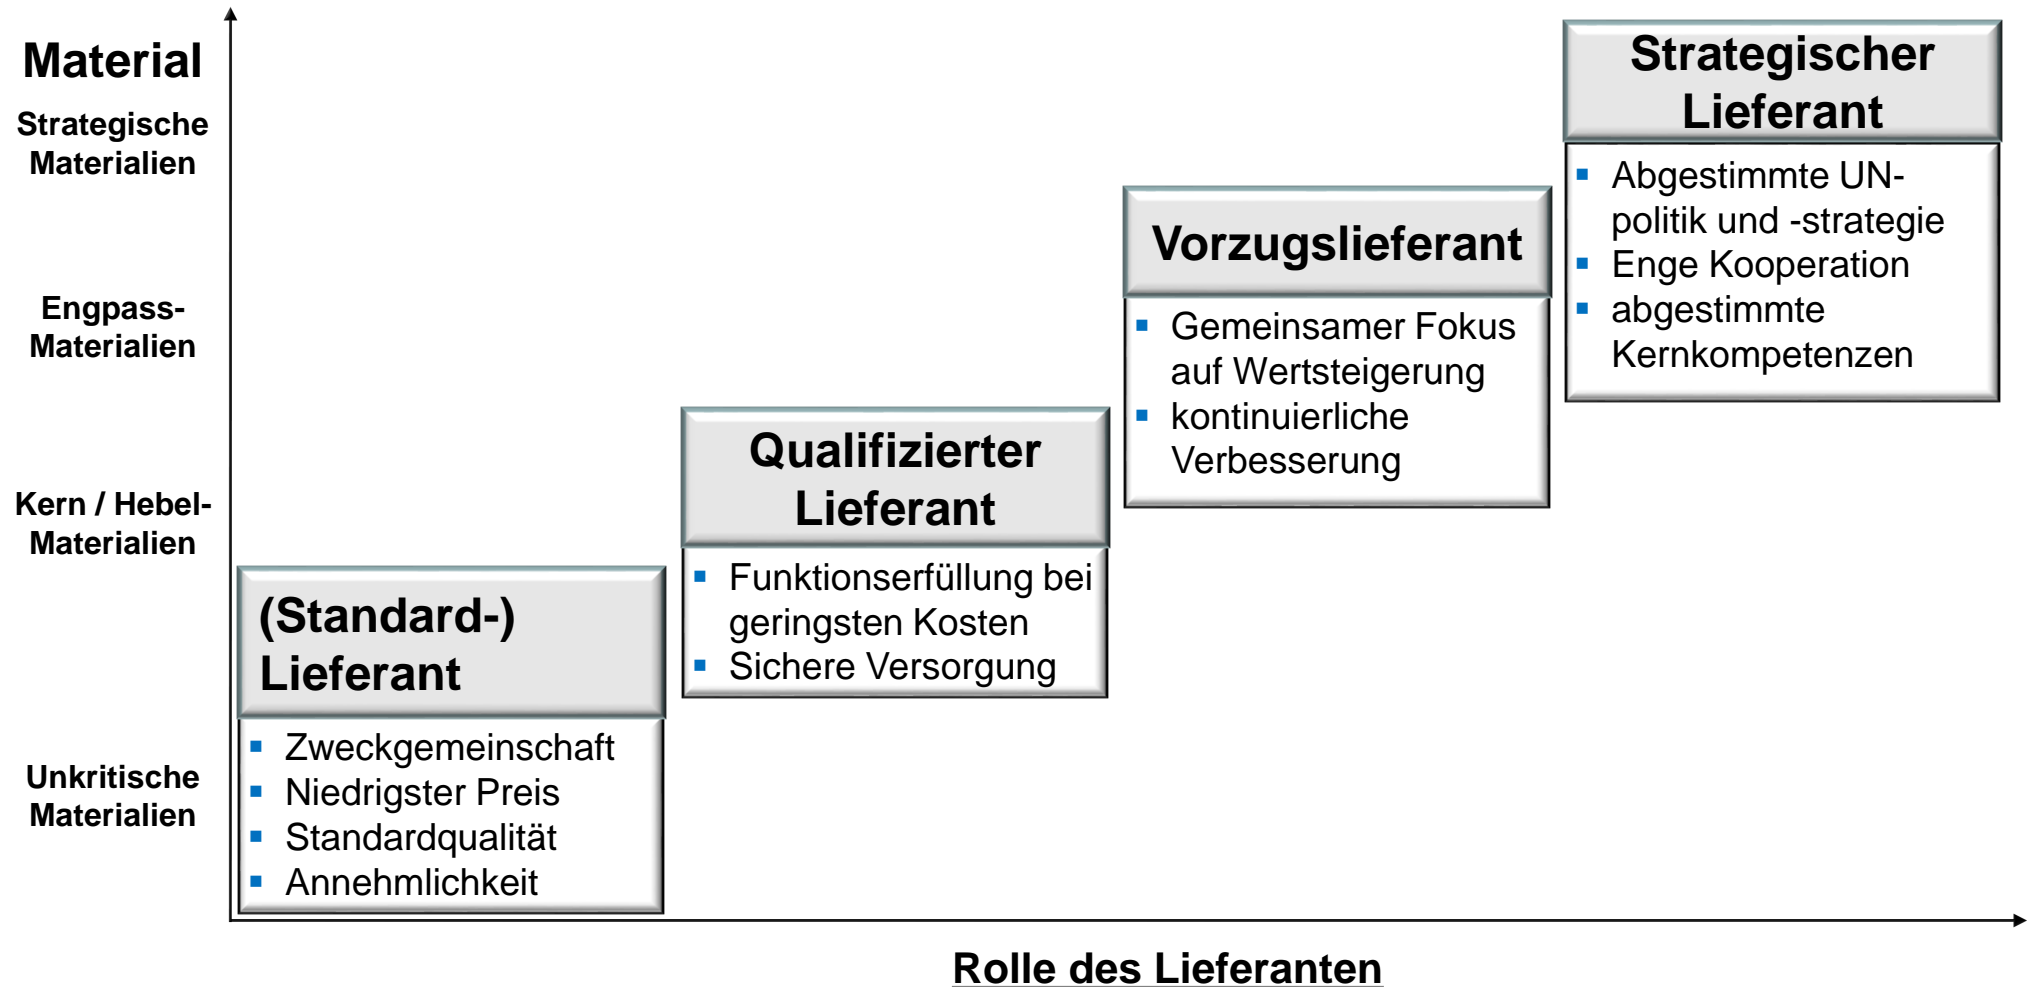 Material
Strategische
Materialien
Engpass-
Materialien
Kern / Hebel-
Materialien
Unkritische
Materialien
(Standard-)
Lieferant
▪ Zweckgemeinschaft
▪ Niedrigster Preis
▪ Standardqualität
▪ Annehmlichkeit
Qualifizierter
Lieferant
▪ Funktionserfüllung bei
geringsten Kosten
▪ Sichere Versorgung
Vorzugslieferant
▪ Gemeinsamer Fokus
auf Wertsteigerung
▪ kontinuierliche
Verbesserung
Strategischer
Lieferant
▪ Abgestimmte UN-
politik und -strategie
▪ Enge Kooperation
▪ abgestimmte
Kernkompetenzen
Rolle des Lieferanten